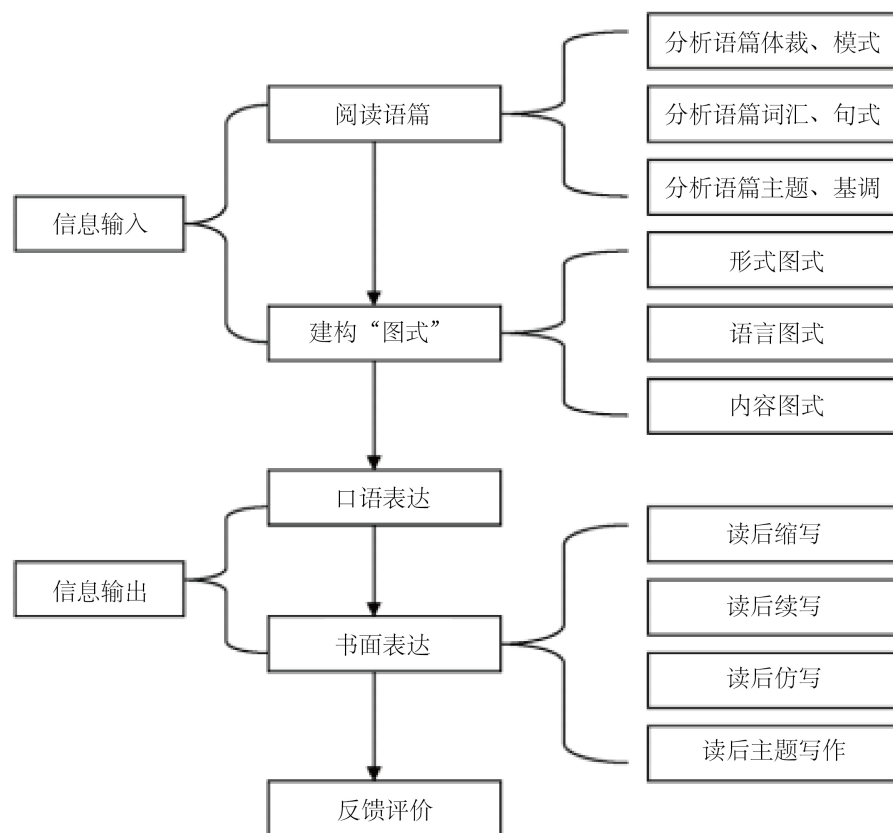 分析语篇体裁、模式
阅读语篇
分析语篇词汇、句式
分析语篇主题、基调
信息输入
形式图式
建构“图式”
语言图式
内容图式
口语表达
读后缩写
信息输出
读后续写
书面表达
读后仿写
读后主题写作
反馈评价